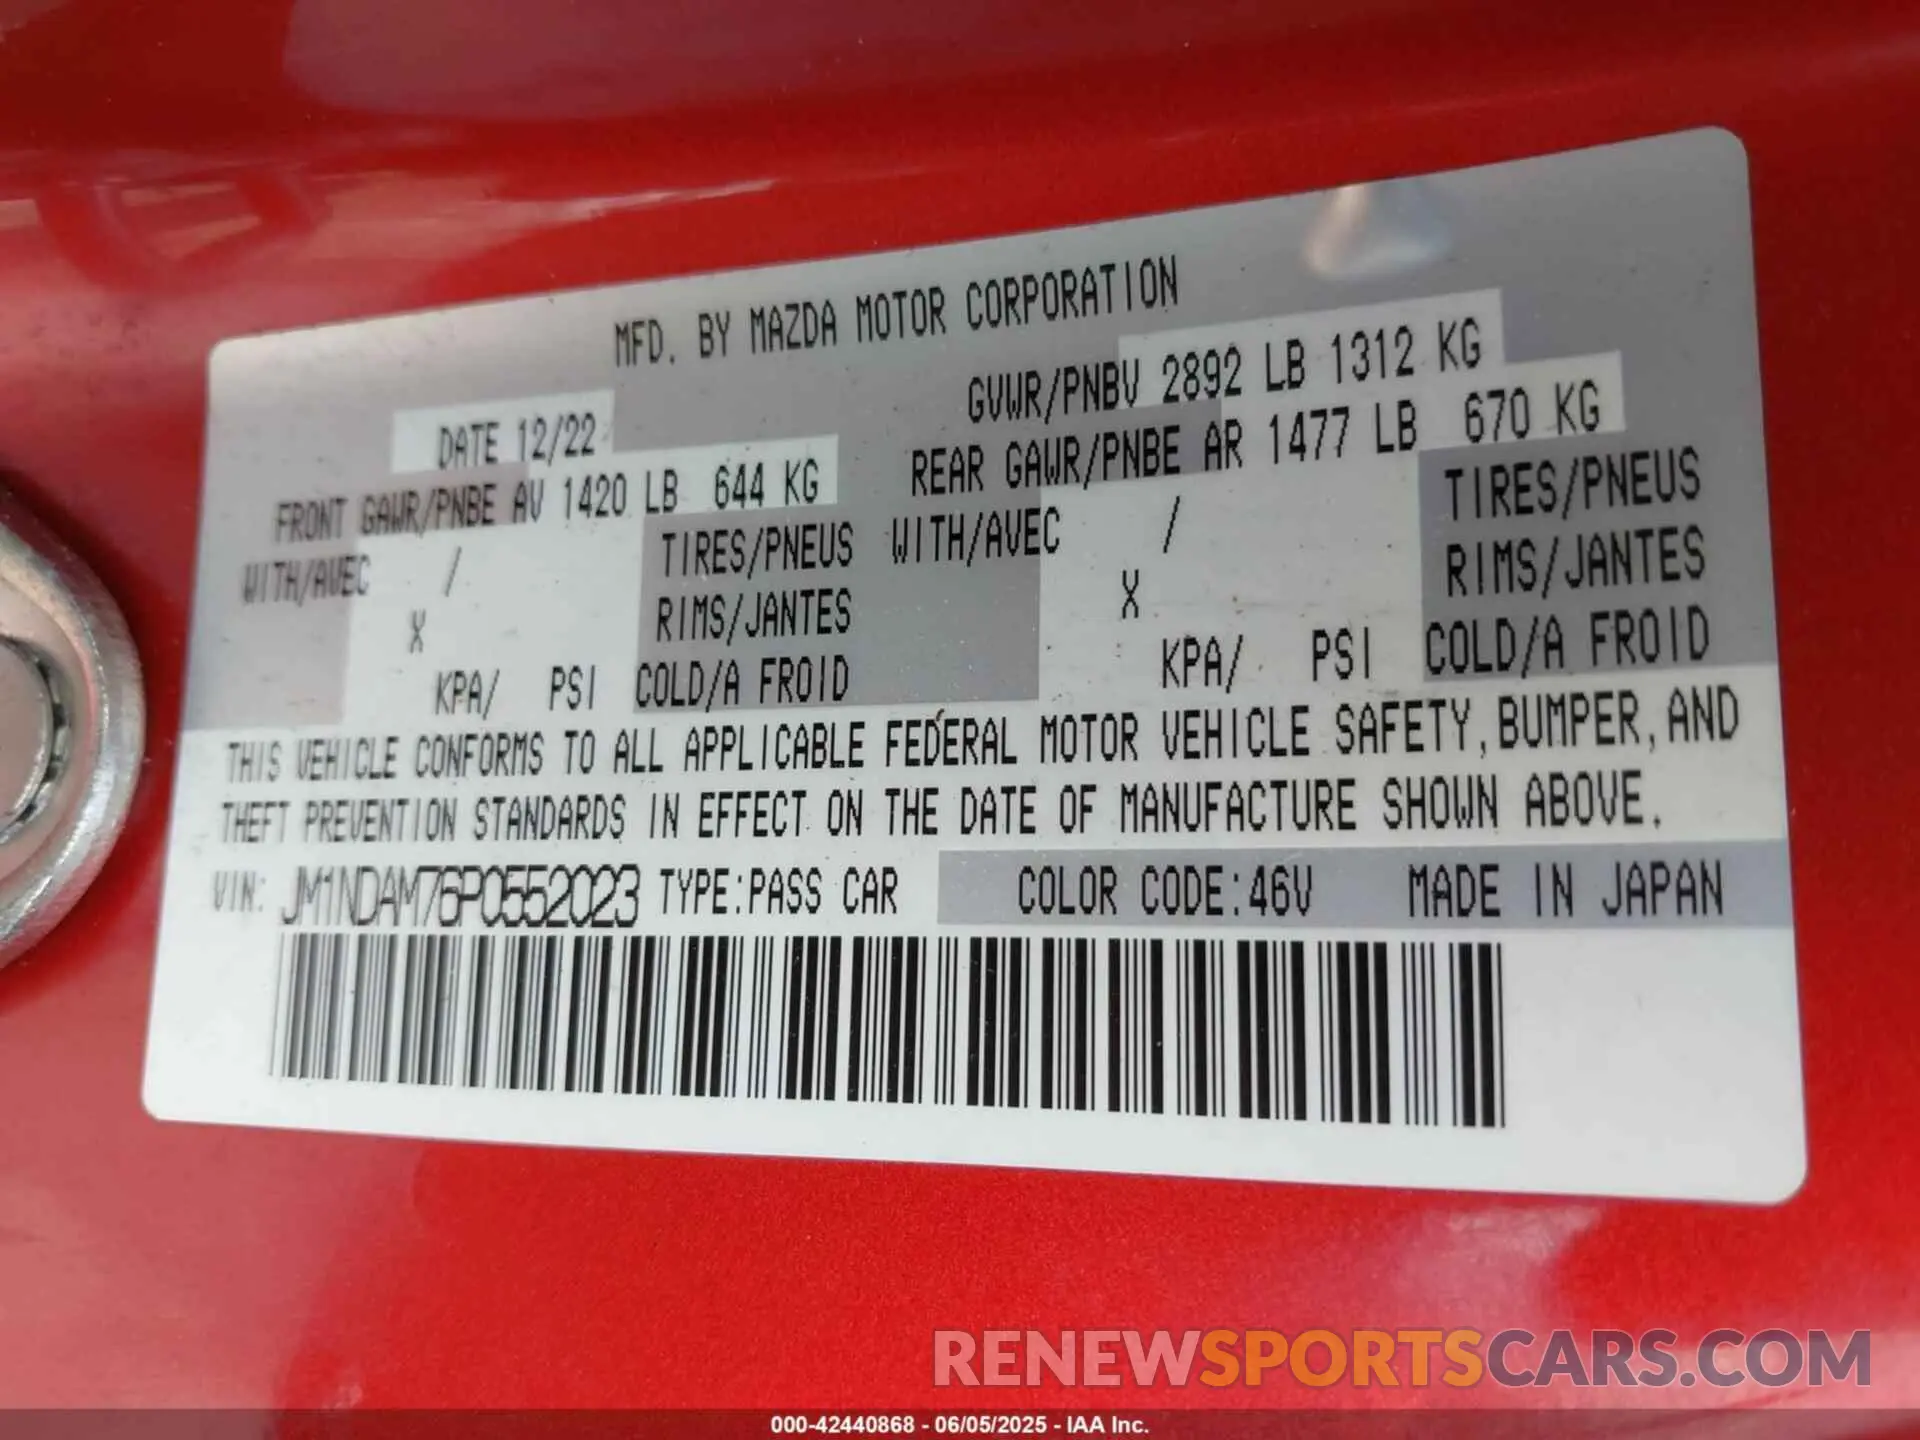 MFD. BY MAZDA MOTOR CORPORATION
DATE 12/22 GVWR/PNBV 2892 LB 1312 KG
FRONT GAWR/PNBE AV 1420 LB 644 KG REAR GAWR/PNBE AR 1477 LB 670 KG
WITH/AVEC / TIRES/PNEUS WITH/AVEC / TIRES/PNEUS
X RIMS/JANTES X RIMS/JANTES
KPA/ PSI COLD/A FROID KPA/ PSI COLD/A FROID
THIS VEHICLE CONFORMS TO ALL APPLICABLE FEDERAL MOTOR VEHICLE SAFETY, BUMPER, AND
THEFT PREVENTION STANDARDS IN EFFECT ON THE DATE OF MANUFACTURE SHOWN ABOVE.
VIN: JM1NDAM76P0552023 TYPE: PASS CAR COLOR CODE: 46V MADE IN JAPAN
RENEWSPORTSCARS.COM
000-42440868 - 06/05/2025 - IAA Inc.